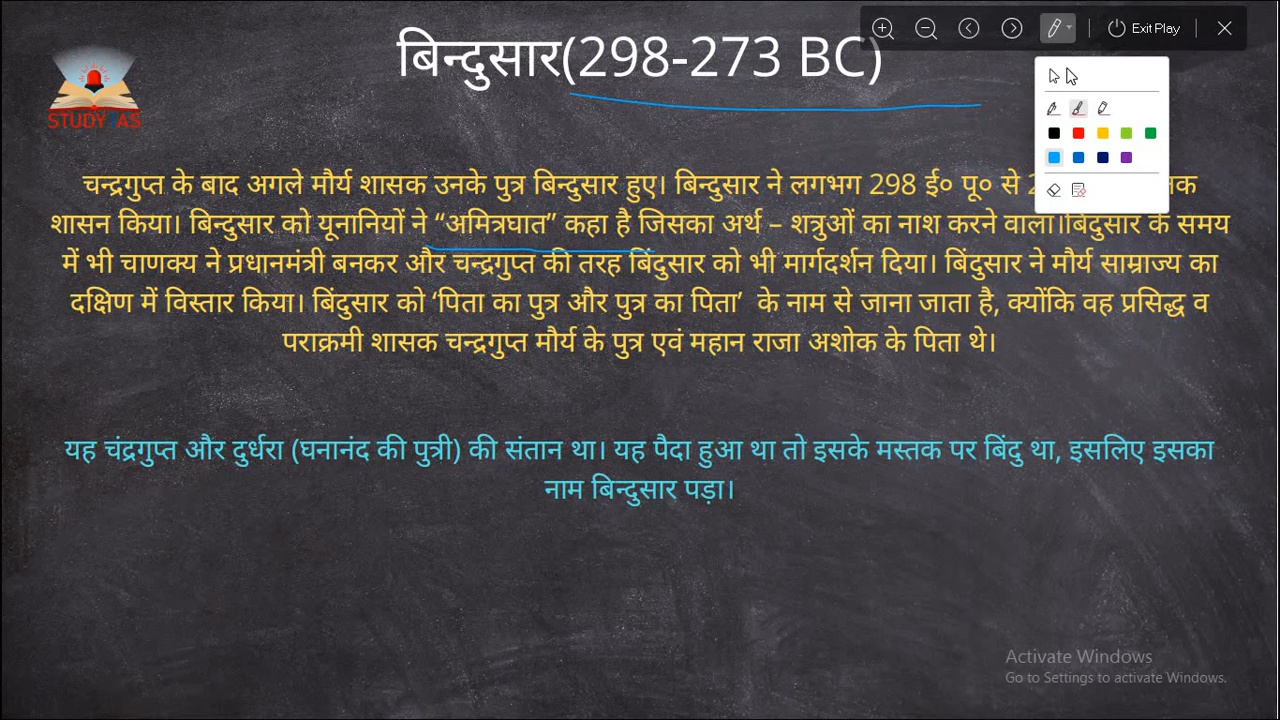 बिन्दुसार(298-273 BC)
Exit Play
STUDY AS
चन्द्रगुप्त के बाद अगले मौर्य शासक उनके पुत्र बिन्दुसार हुए। बिन्दुसार ने लगभग 298 ई० पू० से
शासन किया। बिन्दुसार को यूनानियों ने “अमित्रघात” कहा है जिसका अर्थ – शत्रुओं का नाश करने वाला।बिंदुसार के समय
में भी चाणक्य ने प्रधानमंत्री बनकर और चन्द्रगुप्त की तरह बिंदुसार को भी मार्गदर्शन दिया। बिंदुसार ने मौर्य साम्राज्य का
दक्षिण में विस्तार किया। बिंदुसार को ‘पिता का पुत्र और पुत्र का पिता’ के नाम से जाना जाता है, क्योंकि वह प्रसिद्ध व
पराक्रमी शासक चन्द्रगुप्त मौर्य के पुत्र एवं महान राजा अशोक के पिता थे।
यह चंद्रगुप्त और दुर्धरा (घनानंद की पुत्री) की संतान था। यह पैदा हुआ था तो इसके मस्तक पर बिंदु था, इसलिए इसका
नाम बिन्दुसार पड़ा।
Activate Windows
Go to Settings to activate Windows.